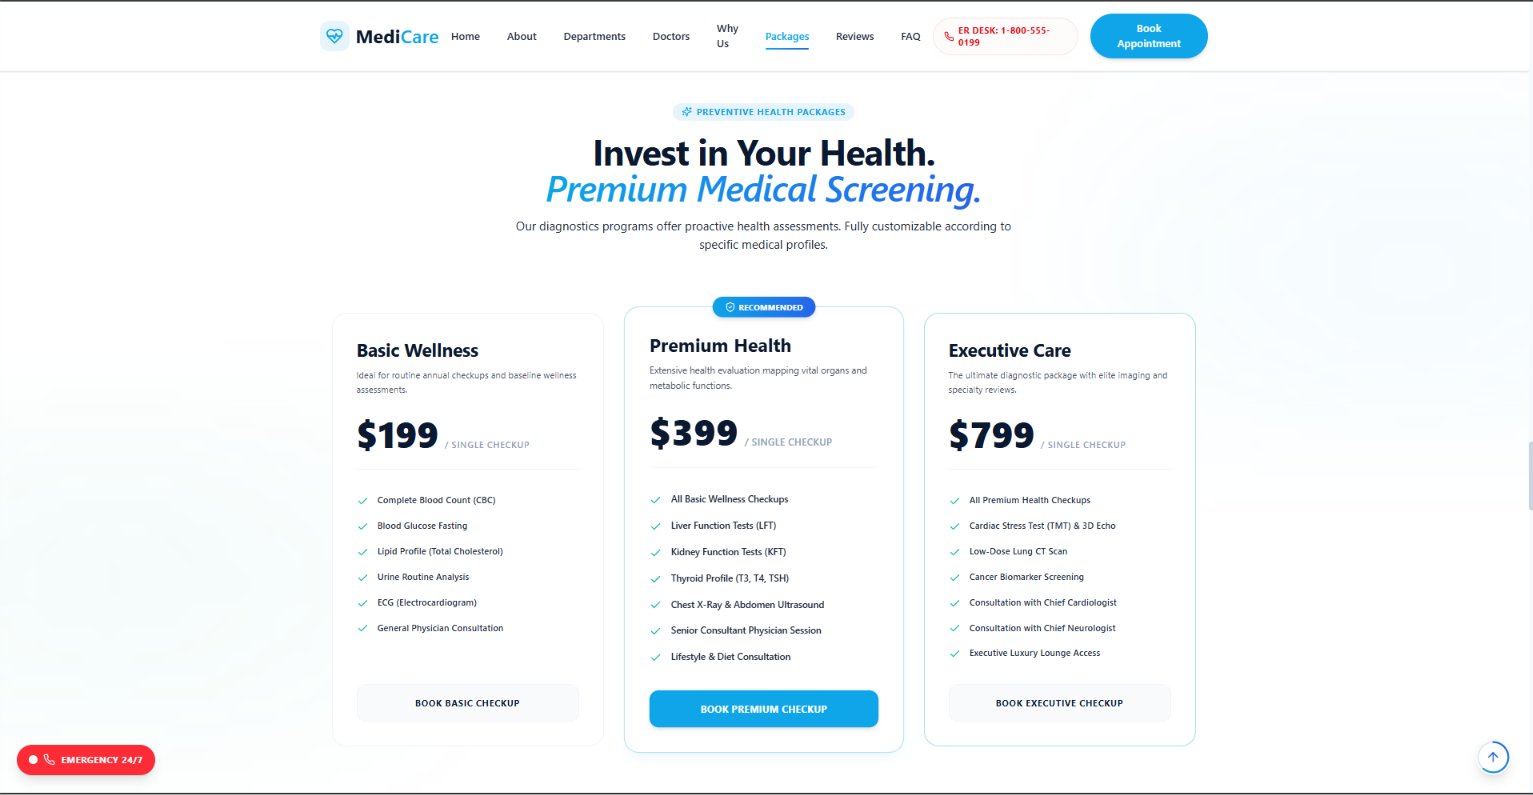 MediCare
Home
About
Departments
Doctors
Why
Us
Packages
Reviews
FAQ
ER DESK: 1-800-555-
0199
Book
Appointment
PREVENTIVE HEALTH PACKAGES
Invest in Your Health.
Premium Medical Screening.
Our diagnostics programs offer proactive health assessments. Fully customizable according to
specific medical profiles.
Basic Wellness
Ideal for routine annual checkups and baseline wellness
assessments.
$199 / SINGLE CHECKUP
Complete Blood Count (CBC)
Blood Glucose Fasting
Lipid Profile (Total Cholesterol)
Urine Routine Analysis
ECG (Electrocardiogram)
General Physician Consultation
BOOK BASIC CHECKUP
RECOMMENDED
Premium Health
Extensive health evaluation mapping vital organs and
metabolic functions.
$399 / SINGLE CHECKUP
All Basic Wellness Checkups
Liver Function Tests (LFT)
Kidney Function Tests (KFT)
Thyroid Profile (T3, T4, TSH)
Chest X-Ray & Abdomen Ultrasound
Senior Consultant Physician Session
Lifestyle & Diet Consultation
BOOK PREMIUM CHECKUP
Executive Care
The ultimate diagnostic package with elite imaging and
specialty reviews.
$799 / SINGLE CHECKUP
All Premium Health Checkups
Cardiac Stress Test (TMT) & 3D Echo
Low-Dose Lung CT Scan
Cancer Biomarker Screening
Consultation with Chief Cardiologist
Consultation with Chief Neurologist
Executive Luxury Lounge Access
BOOK EXECUTIVE CHECKUP
EMERGENCY 24/7